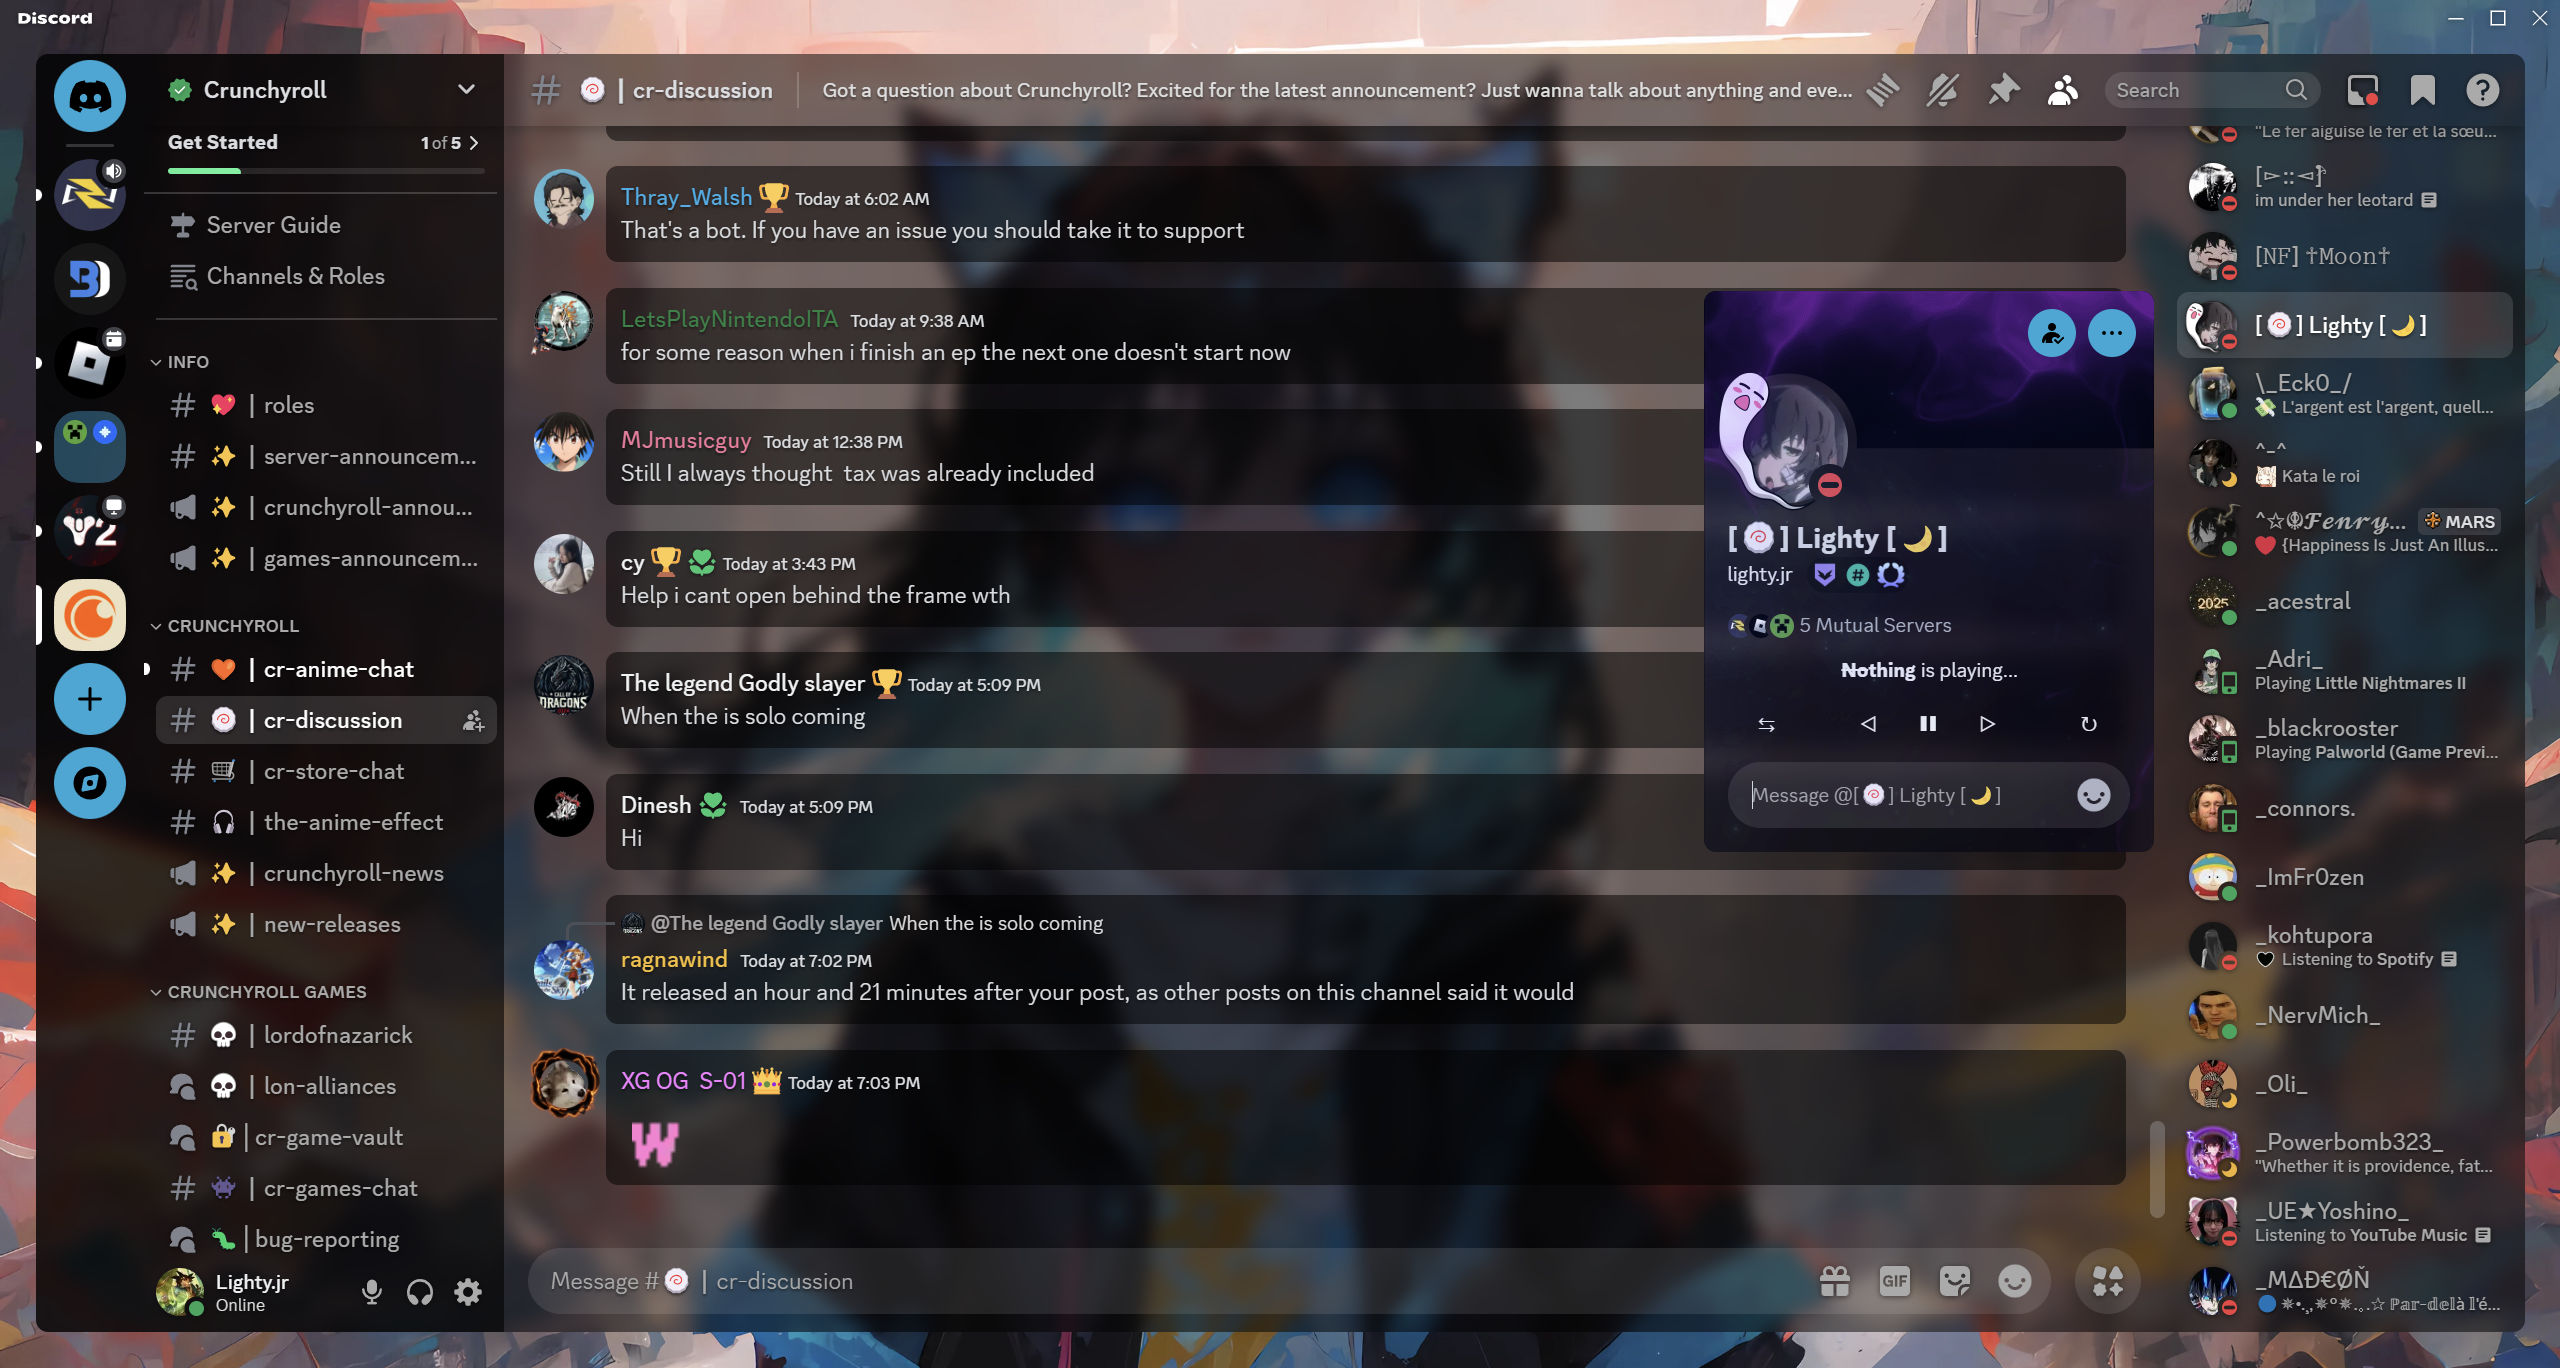 Discord
Crunchyroll
Get Started
1 of 5
Server Guide
Channels & Roles
INFO
| roles
| server-announcem...
| crunchyroll-annou...
| games-announcem...
CRUNCHYROLL
| cr-anime-chat
| cr-discussion
| cr-store-chat
| the-anime-effect
| crunchyroll-news
| new-releases
CRUNCHYROLL GAMES
| lordofnazarick
| lon-alliances
| cr-game-vault
| cr-games-chat
| bug-reporting
Lighty.jr
Online
# | cr-discussion
Got a question about Crunchyroll? Excited for the latest announcement? Just wanna talk about anything and eve...
Search
Thray_Walsh 🏆 Today at 6:02 AM
That's a bot. If you have an issue you should take it to support
LetsPlayNintendoITA Today at 9:38 AM
for some reason when i finish an ep the next one doesn't start now
MJmusicguy Today at 12:38 PM
Still I always thought  tax was already included
cy 🏆 Today at 3:43 PM
Help i cant open behind the frame wth
The legend Godly slayer 🏆 Today at 5:09 PM
When the is solo coming
Dinesh Today at 5:09 PM
Hi
@The legend Godly slayer When the is solo coming
ragnawind Today at 7:02 PM
It released an hour and 21 minutes after your post, as other posts on this channel said it would
XG OG  S-01 👑 Today at 7:03 PM
W
Message # 🍥 | cr-discussion
GIF
[ 🍥 ] Lighty [ 🌙 ]
lighty.jr
5 Mutual Servers
Nothing is playing...
Message @[ 🍥 ] Lighty [ 🌙 ]
"Le fer aiguise le fer et la sœu...
im under her leotard
[NF] ✝Moon✝
[ 🍥 ] Lighty [ 🌙 ]
\_Eck0_/
💸 L'argent est l'argent, quell...
^_^
Kata le roi
^☆☬𝓕𝓮𝓷𝓻𝔂... MARS
❤️ {Happiness Is Just An Illus...
_acestral
_Adri_
Playing Little Nightmares II
_blackrooster
Playing Palworld (Game Previ...
_connors.
_ImFr0zen
_kohtupora
🖤 Listening to Spotify
_NervMich_
_Oli_
_Powerbomb323_
"Whether it is providence, fat...
_UE★Yoshino_
Listening to YouTube Music
_MΔĐ€ØŇ
ℙ𝕒𝕣-𝕕𝕖𝕝à 𝕝'é...